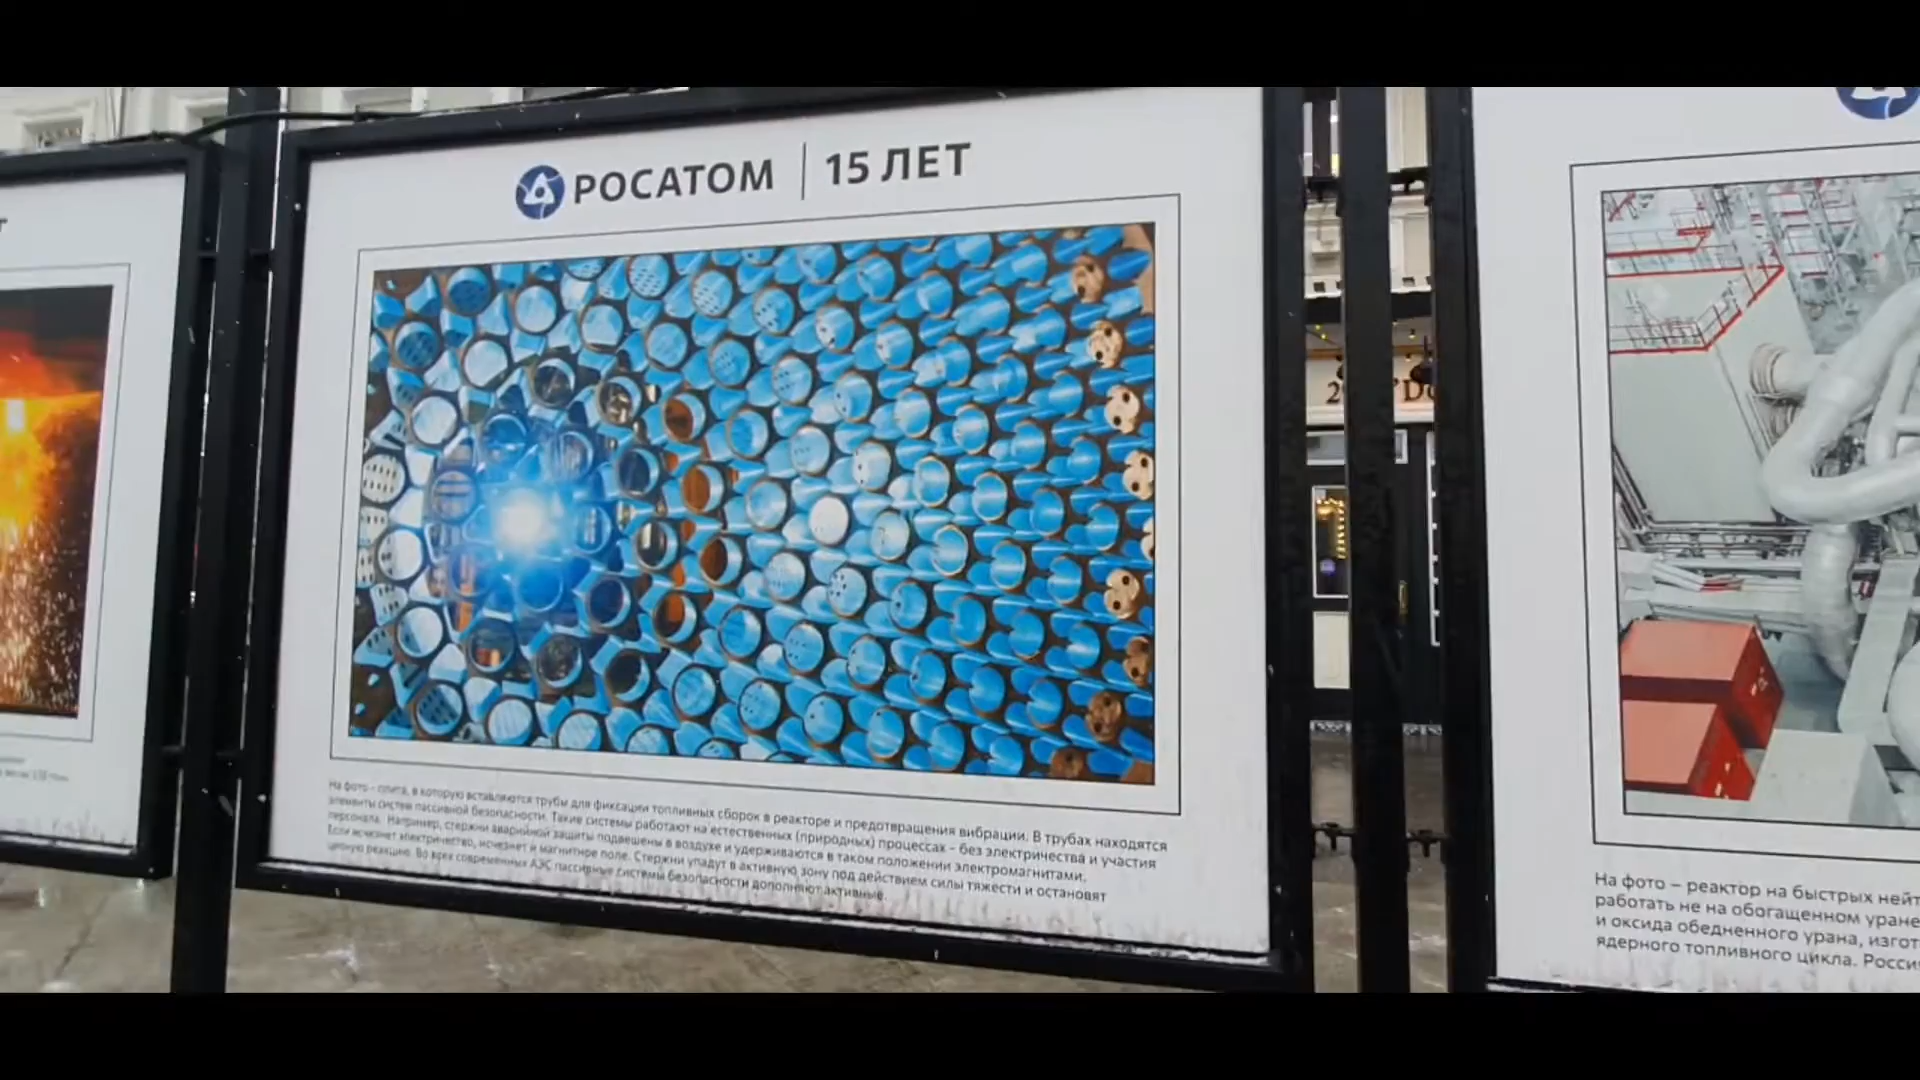 Т
РОСАТОМ | 15 ЛЕТ
На фото – плита, в которую вставляются трубы для фиксации топливных сборок в реакторе и предотвращения вибрации. В трубах находятся
элементы систем пассивной безопасности. Такие системы работают на естественных (природных) процессах – без электричества и участия
персонала. Например, стержни аварийной защиты подвешены в воздухе и удерживаются в таком положении электромагнитами.
Если исчезнет электричество, исчезнет и магнитное поле. Стержни упадут в активную зону под действием силы тяжести и остановят
цепную реакцию. Во всех современных АЭС пассивные системы безопасности дополняют активные.
На фото – реактор на быстрых нейт
работать не на обогащенном уране
и оксида обедненного урана, изгот
ядерного топливного цикла. Россия